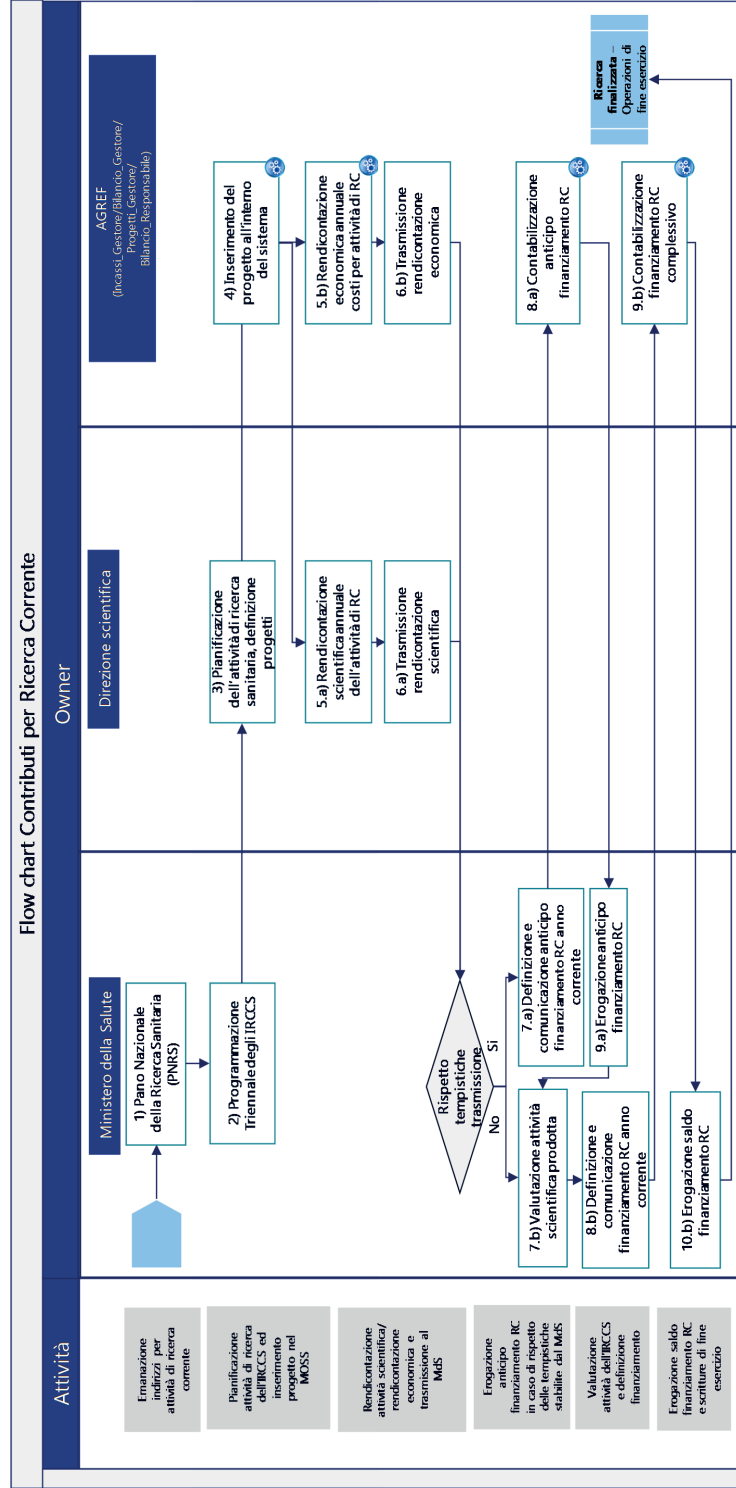 Flow chart Contributi per Ricerca Corrente
Attività
Owner
Ministero della Salute
Direzione scientifica
AGREF
(Incassi_Gestore/Bilancio_Gestore/
Progetti_Gestore/
Bilancio_Responsabile)
Emanazione
indirizzi per
attività di ricerca
corrente
1) Pano Nazionale
della Ricerca Sanitaria
(PNRS)
Pianificazione
attività di ricerca
dell'IRCCS ed
inserimento
progetto nel
MOSS
2) Programmazione
Triennale degli IRCCS
3) Pianificazione
dell'attività di ricerca
sanitaria, definizione
progetti
4) Inserimento del
progetto all'interno
del sistema
Rendicontazione
attività scientifica/
rendicontazione
economica e
trasmissione al
MdS
5.a) Rendicontazione
scientifica annuale
dell'attività di RC
5.b) Rendicontazione
economica annuale
costi per attività di RC
6.a) Trasmissione
rendicontazione
scientifica
6.b) Trasmissione
rendicontazione
economica
Rispetto
tempistiche
trasmissione
No
Si
Erogazione
anticipo
finanziamento RC
in caso di rispetto
delle tempistiche
stabilite dal MdS
7.b) Valutazione attività
scientifica prodotta
7.a) Definizione e
comunicazione anticipo
finanziamento RC anno
corrente
8.a) Contabilizzazione
anticipo
finanziamento RC
Valutazione
attività dell'IRCCS
e definizione
finanziamento
8.b) Definizione e
comunicazione
finanziamento RC anno
corrente
9.a) Erogazione anticipo
finanziamento RC
Ricerca
finalizzata –
Operazioni di
fine esercizio
9.b) Contabilizzazione
finanziamento RC
complessivo
Erogazione saldo
finanziamento RC
e scritture di fine
esercizio
10.b) Erogazione saldo
finanziamento RC